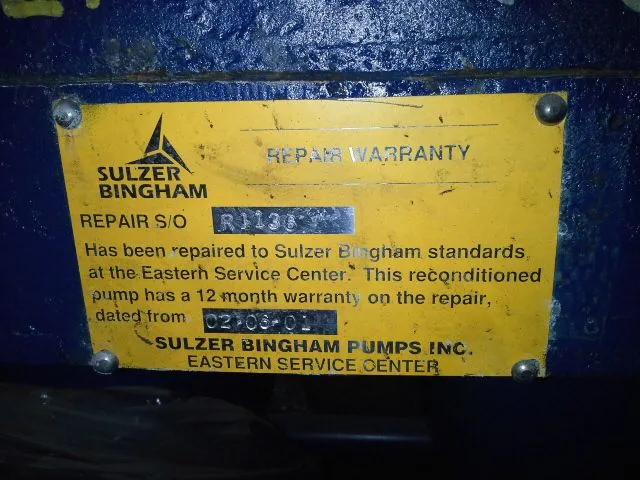 SULZER
BINGHAM
REPAIR WARRANTY
REPAIR S/O R1138
Has been repaired to Sulzer Bingham standards
at the Eastern Service Center. This reconditioned
pump has a 12 month warranty on the repair,
dated from 02-06-01
SULZER BINGHAM PUMPS INC.
EASTERN SERVICE CENTER